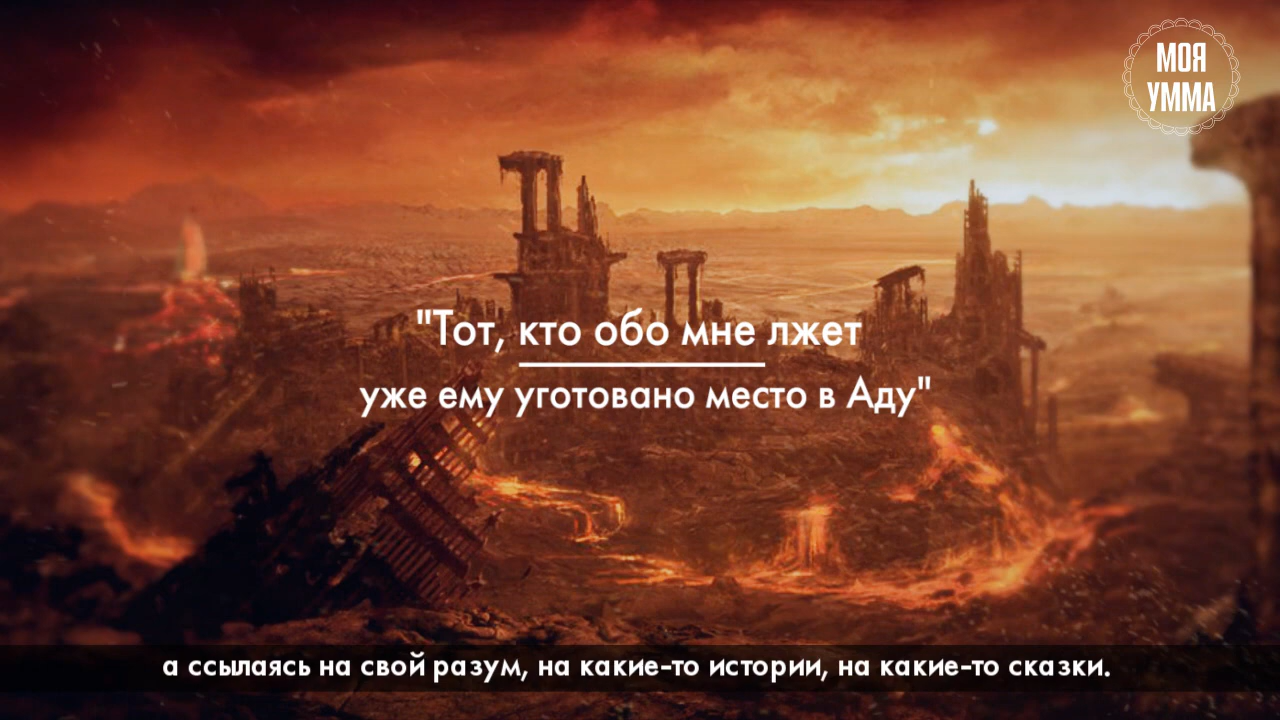 МОЯ
УММА
"Тот, кто обо мне лжет
уже ему уготовано место в Аду"
а ссылаясь на свой разум, на какие-то истории, на какие-то сказки.